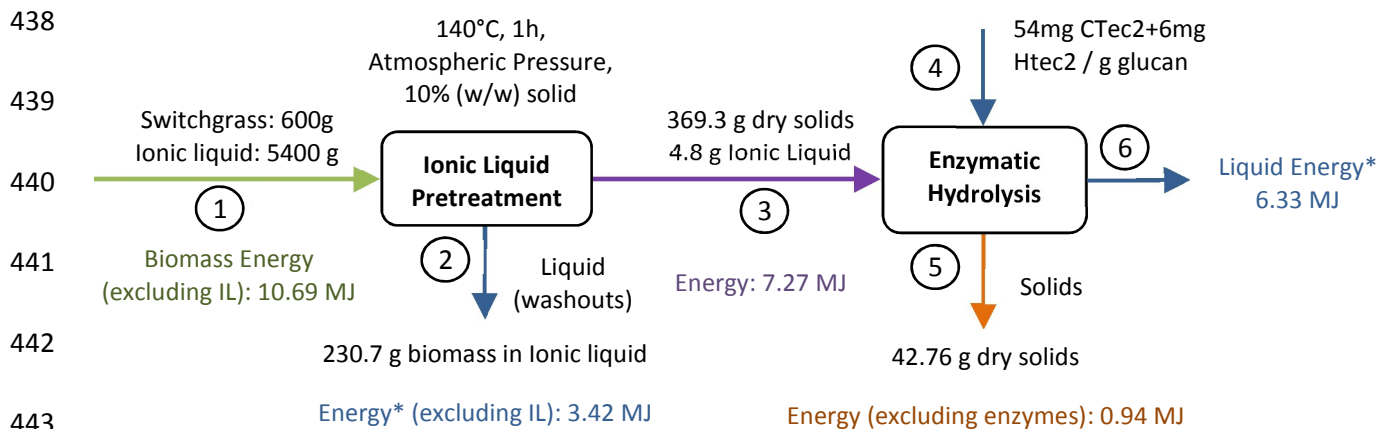 438
439
440
441
442
443
140°C, 1h,
Atmospheric Pressure,
10% (w/w) solid
54mg CTec2+6mg
Htec2 / g glucan
4
Switchgrass: 600g
Ionic liquid: 5400 g
1
Biomass Energy
(excluding IL): 10.69 MJ
Ionic Liquid
Pretreatment
2
Liquid
(washouts)
230.7 g biomass in Ionic liquid
Energy* (excluding IL): 3.42 MJ
369.3 g dry solids
4.8 g Ionic Liquid
3
Energy: 7.27 MJ
Enzymatic
Hydrolysis
6
Liquid Energy*
6.33 MJ
5
Solids
42.76 g dry solids
Energy (excluding enzymes): 0.94 MJ